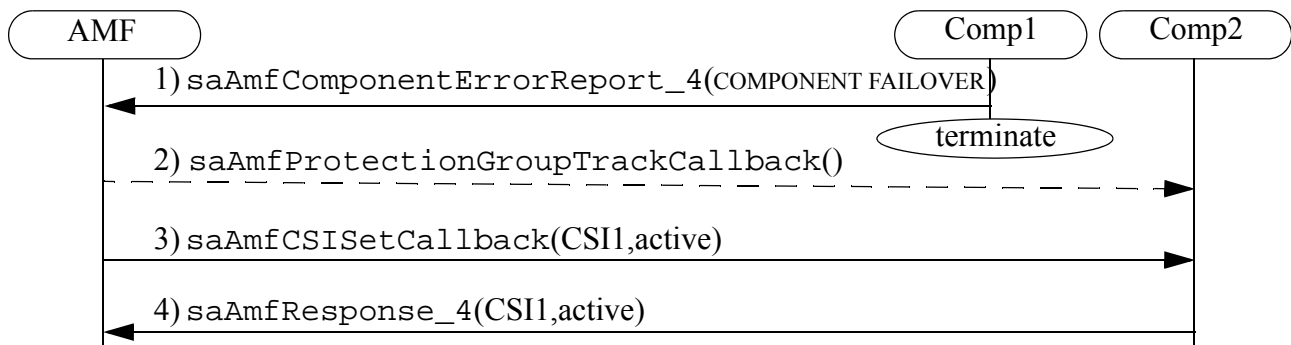 AMF
Comp1
Comp2
1) saAmfComponentErrorReport_4(COMPONENT FAILOVER)
terminate
2) saAmfProtectionGroupTrackCallback()
3) saAmfCSISetCallback(CSI1,active)
4) saAmfResponse_4(CSI1,active)